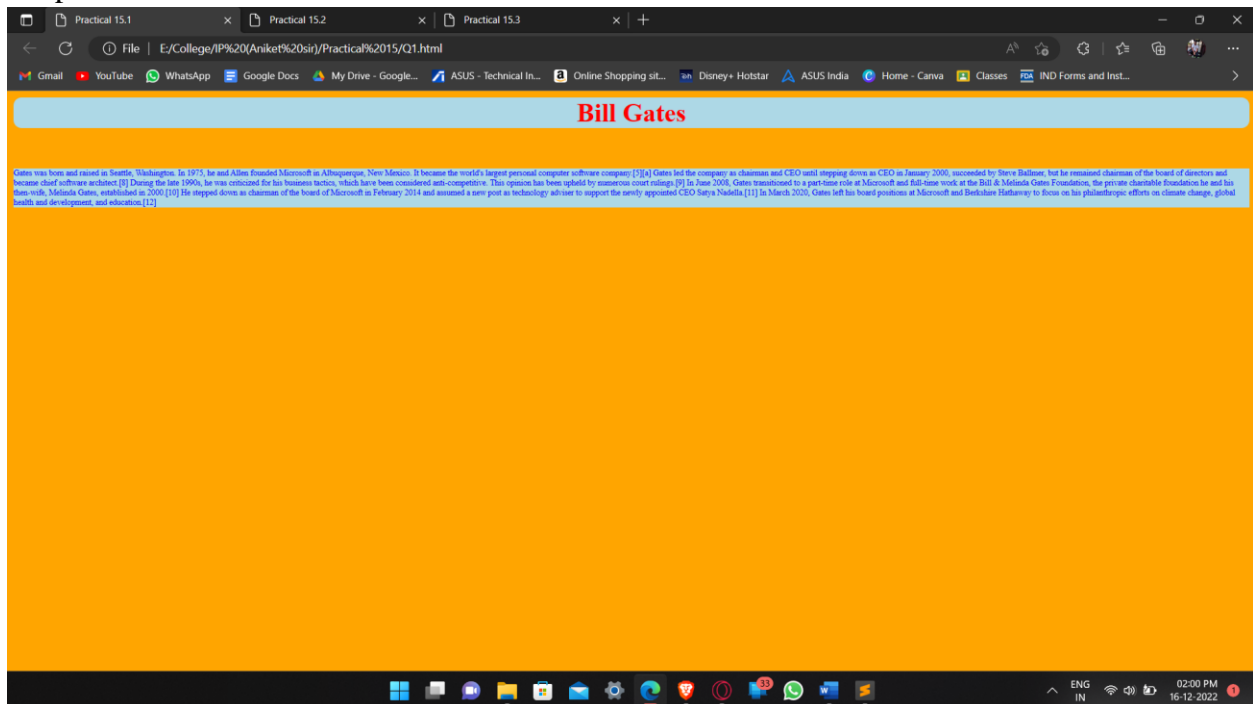 Practical 15.1
Practical 15.2
Practical 15.3
File | E:/College/IP%20(Aniket%20sir)/Practical%2015/Q1.html
Gmail YouTube WhatsApp Google Docs My Drive - Google... ASUS - Technical In... Online Shopping sit... Disney+ Hotstar ASUS India Home - Canva Classes IND Forms and Inst...
Bill Gates
Gates was born and raised in Seattle, Washington. In 1975, he and Allen founded Microsoft in Albuquerque, New Mexico. It became the world's largest personal computer software company.[5][a] Gates led the company as chairman and CEO until stepping down as CEO in January 2000, succeeded by Steve Ballmer, but he remained chairman of the board of directors and
became chief software architect.[8] During the late 1990s, he was criticized for his business tactics, which have been considered anti-competitive. This opinion has been upheld by numerous court rulings.[9] In June 2008, Gates transitioned to a part-time role at Microsoft and full-time work at the Bill & Melinda Gates Foundation, the private charitable foundation he and his
then-wife, Melinda Gates, established in 2000.[10] He stepped down as chairman of the board of Microsoft in February 2014 and assumed a new post as technology adviser to support the newly appointed CEO Satya Nadella.[11] In March 2020, Gates left his board positions at Microsoft and Berkshire Hathaway to focus on his philanthropic efforts on climate change, global
health and development, and education.[12]
33
ENG
IN
02:00 PM
16-12-2022
1